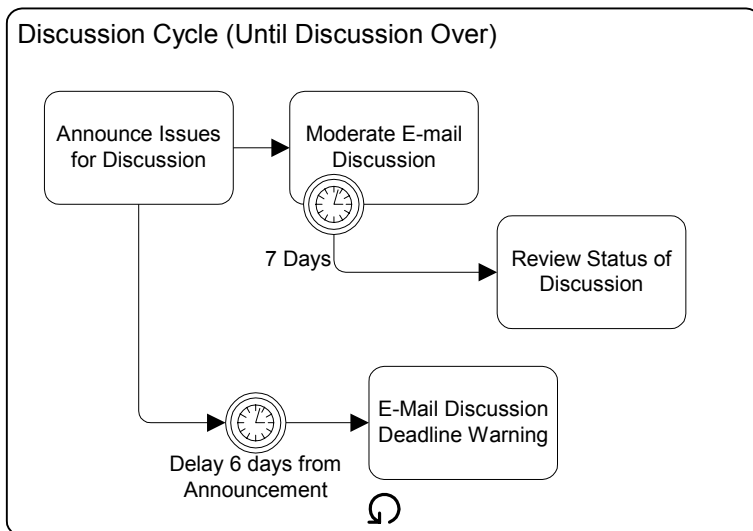 Discussion Cycle (Until Discussion Over)
Announce Issues
for Discussion
Moderate E-mail
Discussion
7 Days
Review Status of
Discussion
E-Mail Discussion
Deadline Warning
Delay 6 days from
Announcement